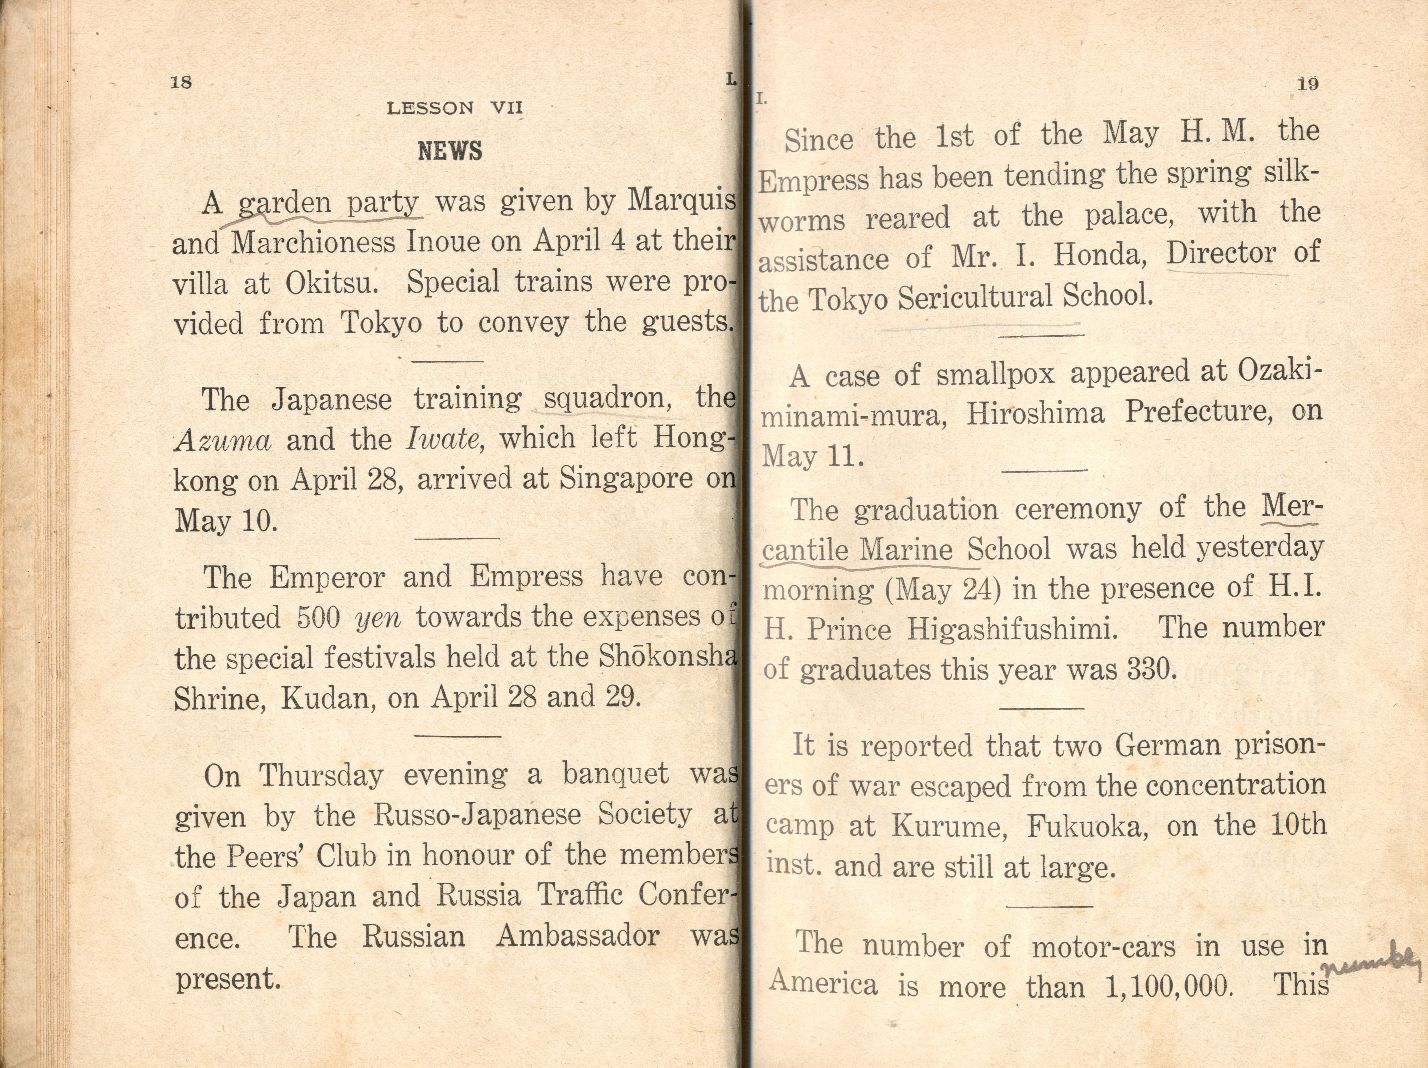 18
I.
LESSON VII
NEWS
A garden party was given by Marquis
and Marchioness Inoue on April 4 at their
villa at Okitsu. Special trains were pro-
vided from Tokyo to convey the guests.
The Japanese training squadron, the
Azuma and the Iwate, which left Hong-
kong on April 28, arrived at Singapore on
May 10.
The Emperor and Empress have con-
tributed 500 yen towards the expenses of
the special festivals held at the Shōkonsha
Shrine, Kudan, on April 28 and 29.
On Thursday evening a banquet was
given by the Russo-Japanese Society at
the Peers' Club in honour of the members
of the Japan and Russia Traffic Confer-
ence. The Russian Ambassador was
present.
I.
19
Since the 1st of the May H. M. the
Empress has been tending the spring silk-
worms reared at the palace, with the
assistance of Mr. I. Honda, Director of
the Tokyo Sericultural School.
A case of smallpox appeared at Ozaki-
minami-mura, Hiroshima Prefecture, on
May 11.
The graduation ceremony of the Mer-
cantile Marine School was held yesterday
morning (May 24) in the presence of H. I.
H. Prince Higashifushimi. The number
of graduates this year was 330.
It is reported that two German prison-
ers of war escaped from the concentration
camp at Kurume, Fukuoka, on the 10th
inst. and are still at large.
The number of motor-cars in use in
America is more than 1,100,000. This